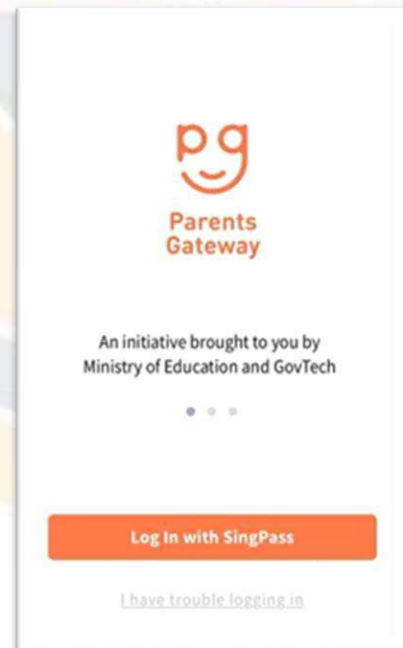 pg
Parents
Gateway
An initiative brought to you by
Ministry of Education and GovTech
Log In with SingPass
I have trouble logging in